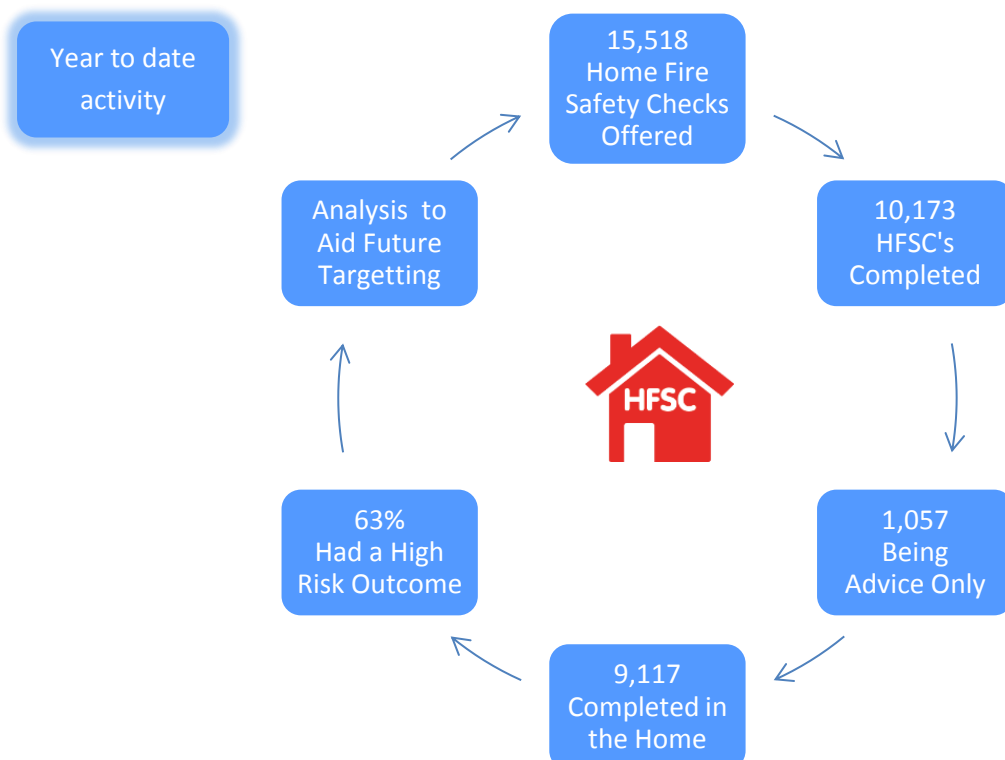 Year to date
activity
15,518
Home Fire
Safety Checks
Offered
10,173
HFSC's
Completed
1,057
Being
Advice Only
9,117
Completed in
the Home
63%
Had a High
Risk Outcome
Analysis to
Aid Future
Targetting
HFSC